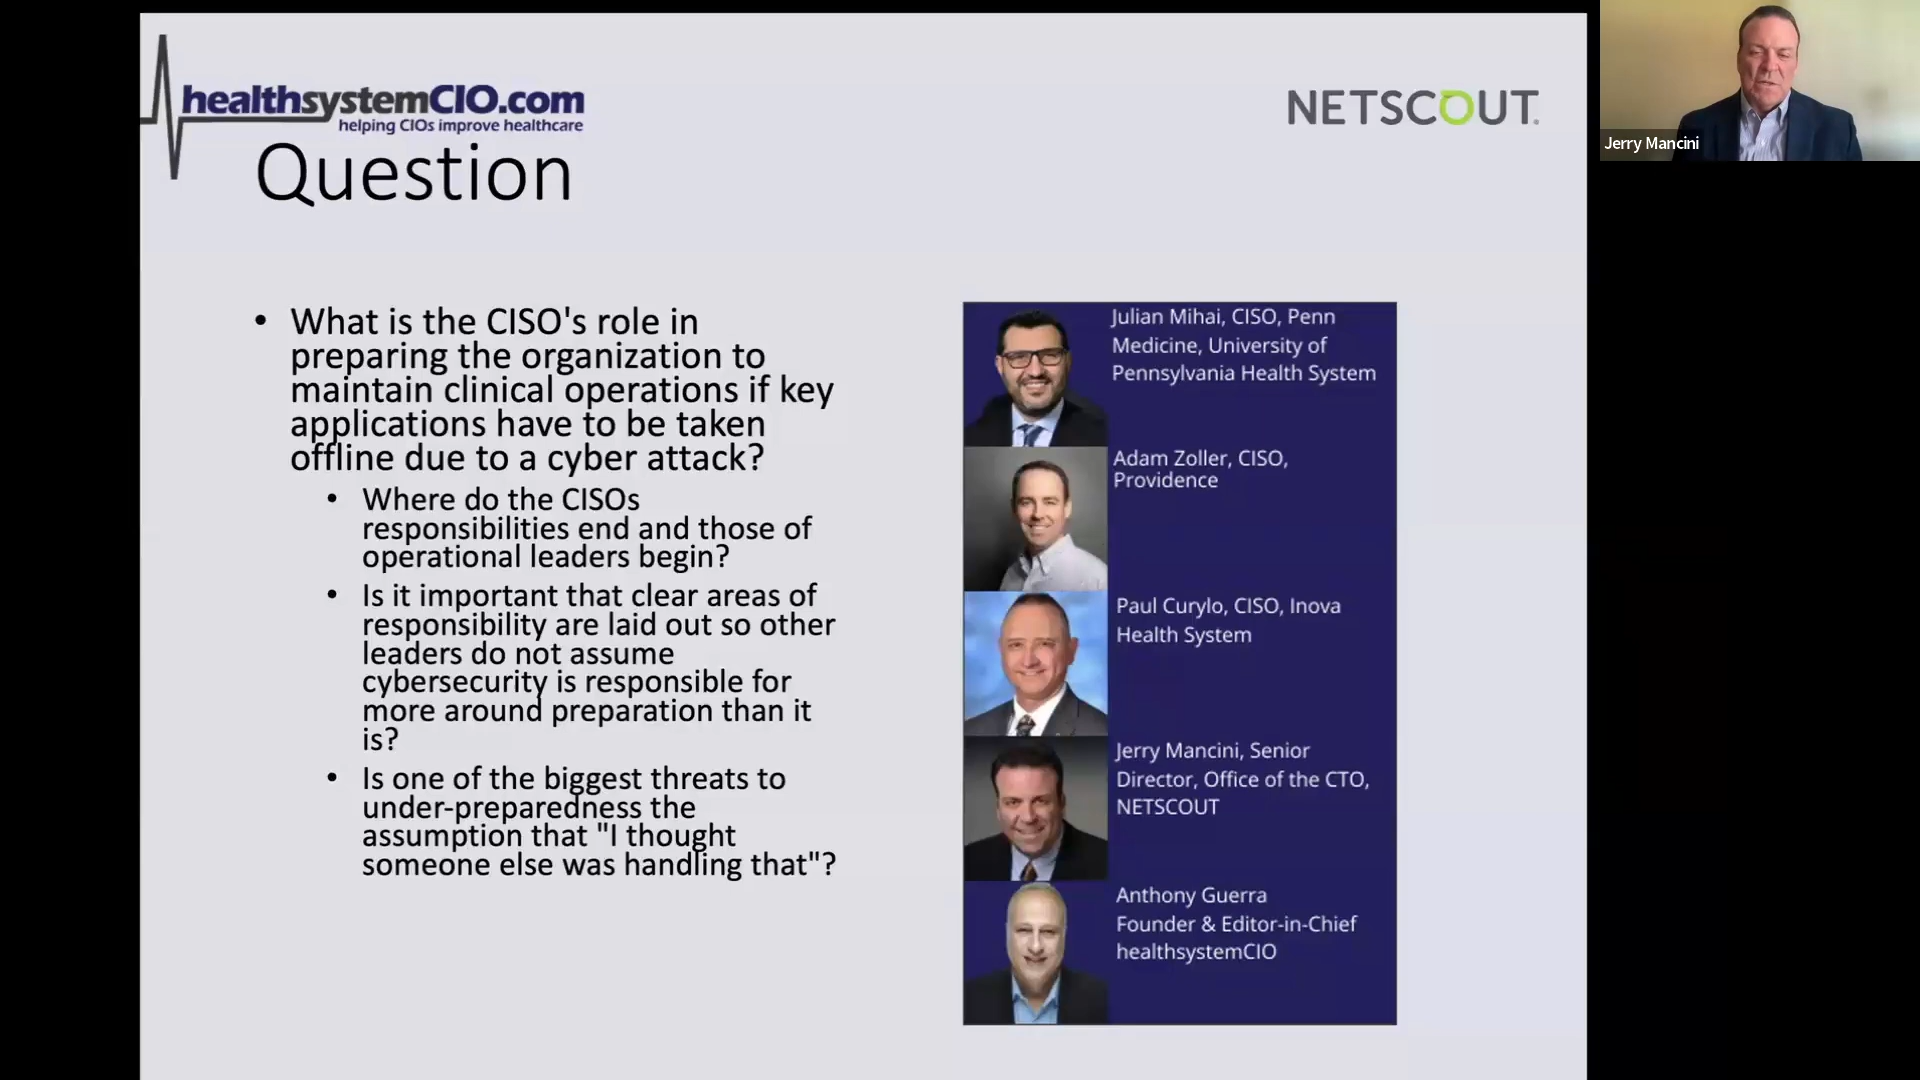 healthsystemCIO.com
helping CIOs improve healthcare
NETSCOUT.
Jerry Mancini
Question
• What is the CISO's role in
preparing the organization to
maintain clinical operations if key
applications have to be taken
offline due to a cyber attack?
• Where do the CISOs
responsibilities end and those of
operational leaders begin?
• Is it important that clear areas of
responsibility are laid out so other
leaders do not assume
cybersecurity is responsible for
more around preparation than it
is?
• Is one of the biggest threats to
under-preparedness the
assumption that "I thought
someone else was handling that"?
Julian Mihai, CISO, Penn
Medicine, University of
Pennsylvania Health System
Adam Zoller, CISO,
Providence
Paul Curylo, CISO, Inova
Health System
Jerry Mancini, Senior
Director, Office of the CTO,
NETSCOUT
Anthony Guerra
Founder & Editor-in-Chief
healthsystemCIO